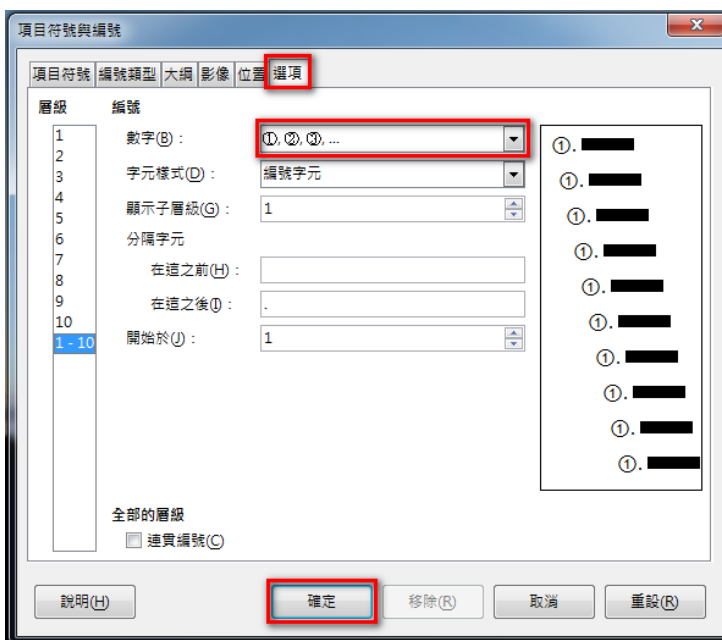 項目符號與編號
項目符號 編號類型 大綱 影像 位置 選項
層級 編號
1
2
3
4
5
6
7
8
9
10
1 - 10
數字(B)： ①, ②, ③, ...
字元樣式(D)： 編號字元
顯示子層級(G)： 1
分隔字元
在這之前(H)：
在這之後(I)： .
開始於(J)： 1
①.
①.
①.
①.
①.
①.
①.
①.
①.
①.
全部的層級
連貫編號(C)
說明(H) 確定 移除(R) 取消 重設(R)